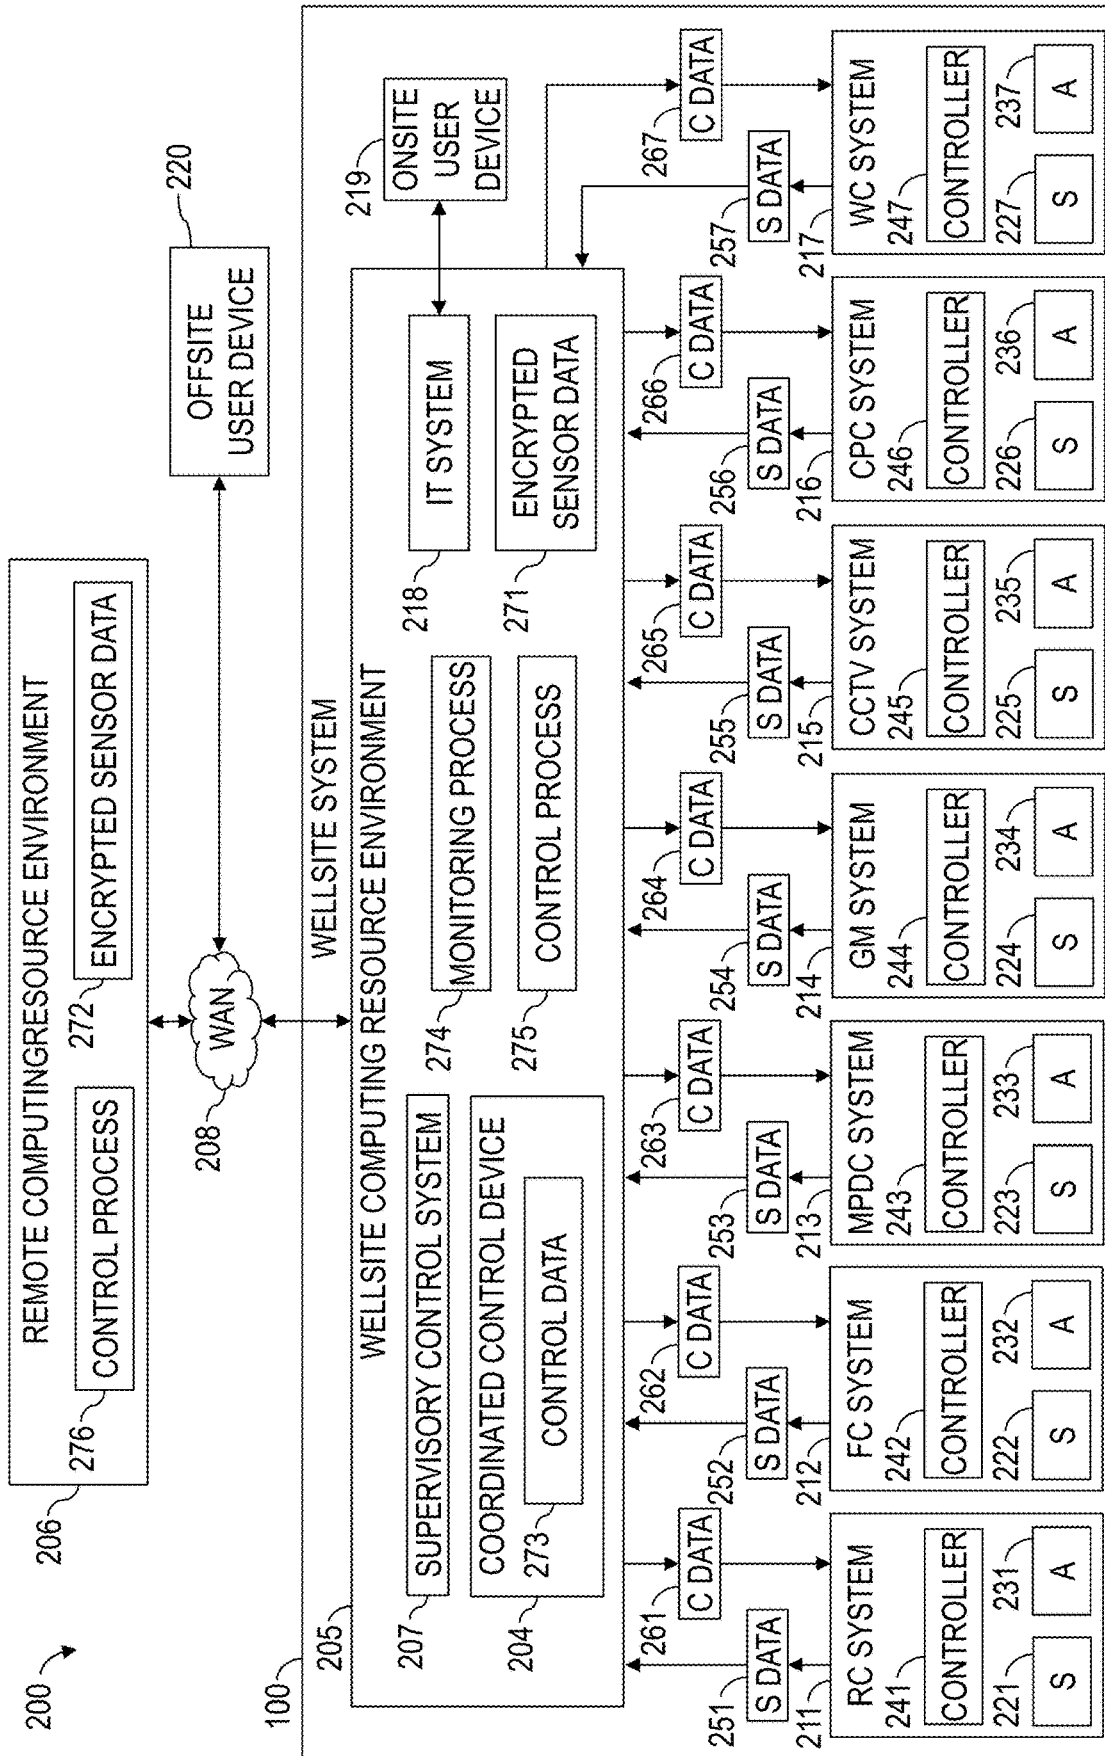 200
206
REMOTE COMPUTINGRESOURCE ENVIRONMENT
276
CONTROL PROCESS
272
ENCRYPTED SENSOR DATA
208
WAN
220
OFFSITE
USER DEVICE
100
WELLSITE SYSTEM
205
WELLSITE COMPUTING RESOURCE ENVIRONMENT
207
SUPERVISORY CONTROL SYSTEM
204
COORDINATED CONTROL DEVICE
273
CONTROL DATA
274
MONITORING PROCESS
275
CONTROL PROCESS
218
IT SYSTEM
271
ENCRYPTED
SENSOR DATA
219
ONSITE
USER
DEVICE
251
S DATA
261
C DATA
252
S DATA
262
C DATA
253
S DATA
263
C DATA
254
S DATA
264
C DATA
255
S DATA
265
C DATA
256
S DATA
266
C DATA
257
S DATA
267
C DATA
211
RC SYSTEM
241
CONTROLLER
221
S
231
A
212
FC SYSTEM
242
CONTROLLER
222
S
232
A
213
MPDC SYSTEM
243
CONTROLLER
223
S
233
A
214
GM SYSTEM
244
CONTROLLER
224
S
234
A
215
CCTV SYSTEM
245
CONTROLLER
225
S
235
A
216
CPC SYSTEM
246
CONTROLLER
226
S
236
A
217
WC SYSTEM
247
CONTROLLER
227
S
237
A